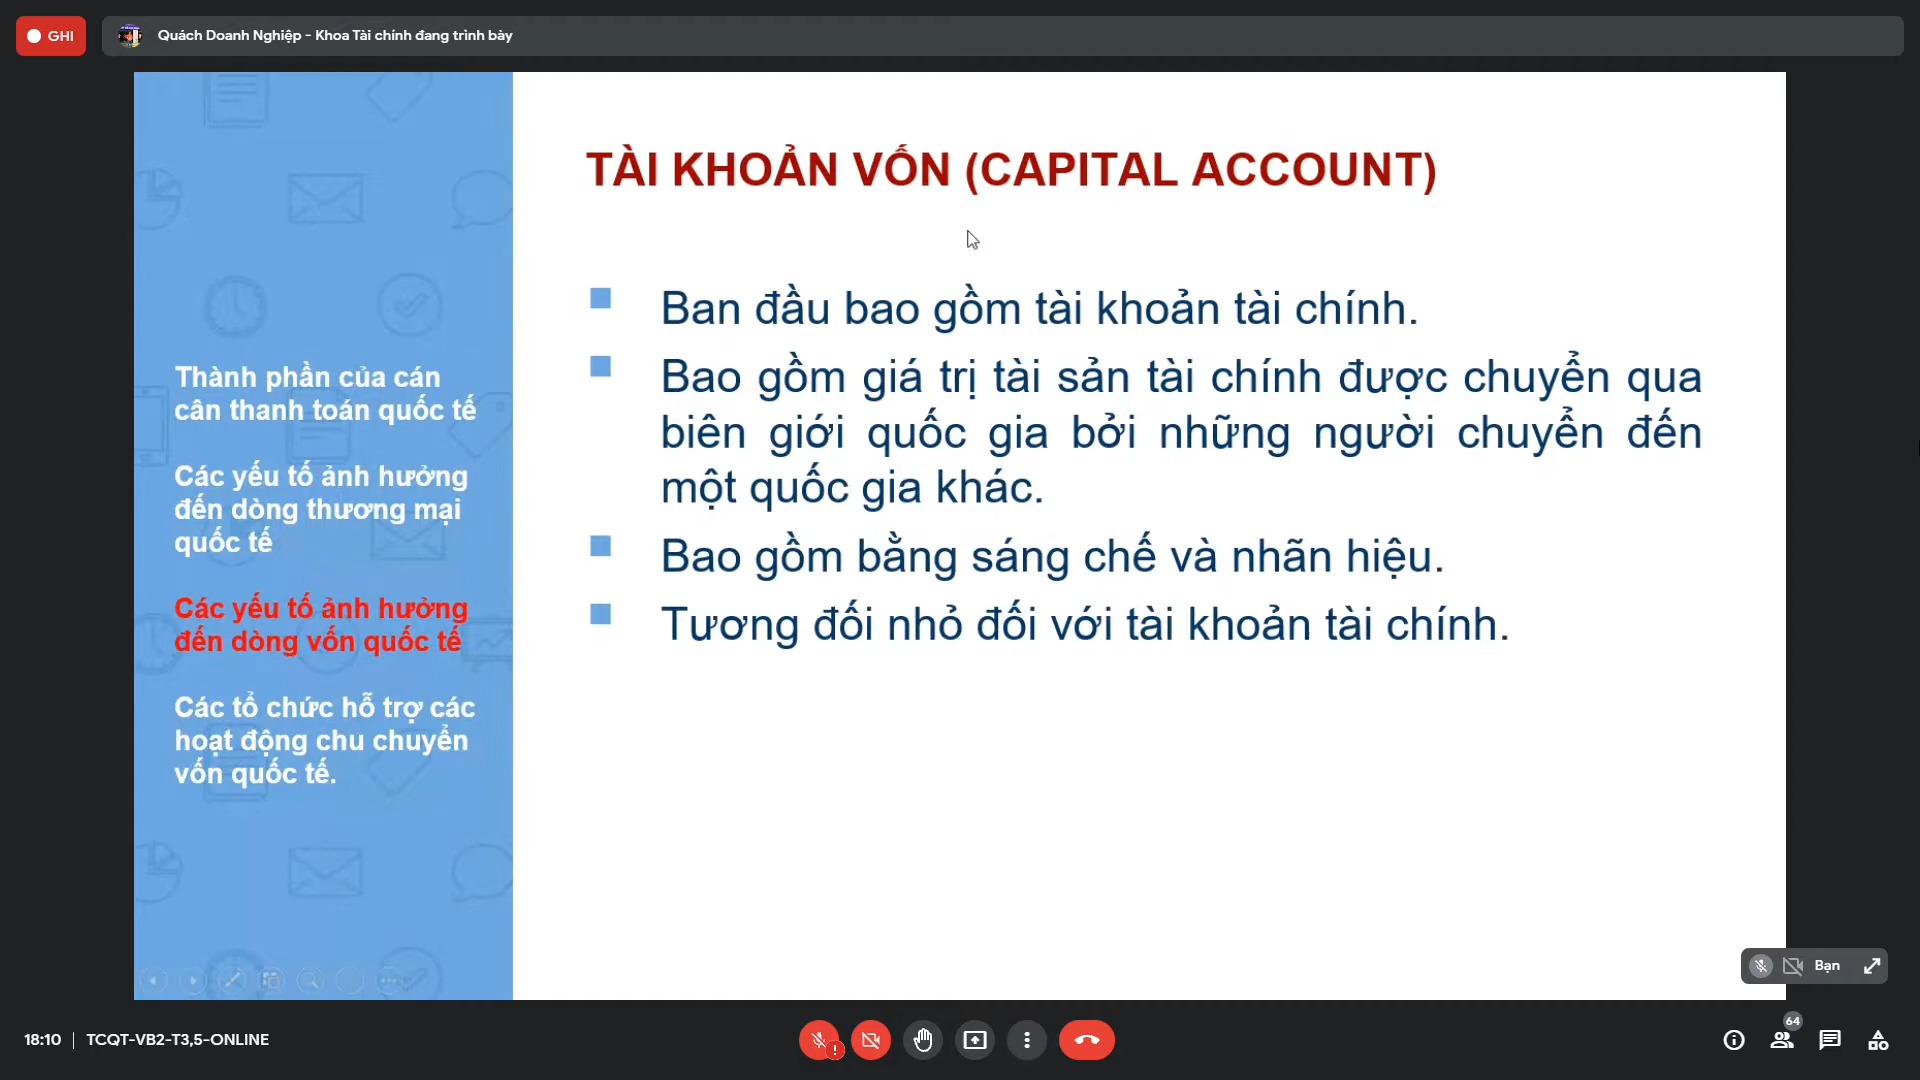 GHI
Quách Doanh Nghiệp - Khoa Tài chính đang trình bày
Thành phần của cán
cân thanh toán quốc tế
Các yếu tố ảnh hưởng
đến dòng thương mại
quốc tế
Các yếu tố ảnh hưởng
đến dòng vốn quốc tế
Các tổ chức hỗ trợ các
hoạt động chu chuyển
vốn quốc tế.
TÀI KHOẢN VỐN (CAPITAL ACCOUNT)
Ban đầu bao gồm tài khoản tài chính.
Bao gồm giá trị tài sản tài chính được chuyển qua
biên giới quốc gia bởi những người chuyển đến
một quốc gia khác.
Bao gồm bằng sáng chế và nhãn hiệu.
Tương đối nhỏ đối với tài khoản tài chính.
Bạn
18:10 | TCQT-VB2-T3,5-ONLINE
64